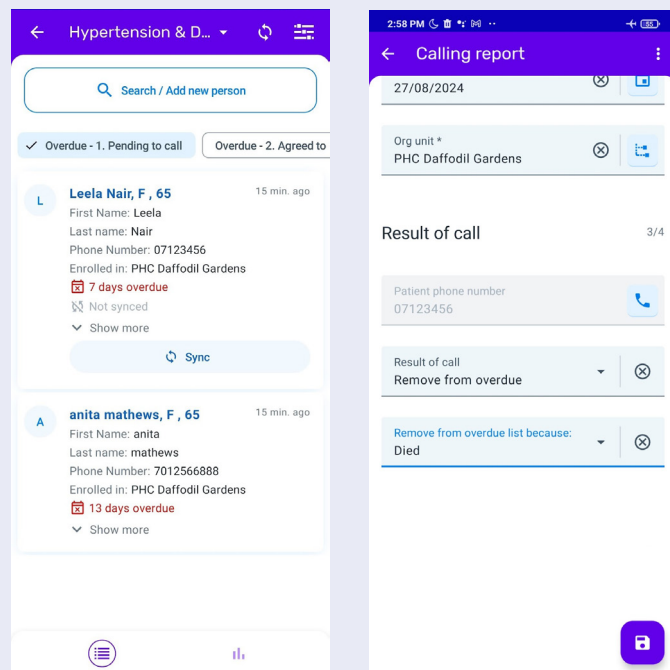 Hypertension & D...
Search / Add new person
Overdue - 1. Pending to call
Overdue - 2. Agreed to
L
Leela Nair, F , 65
15 min. ago
First Name: Leela
Last name: Nair
Phone Number: 07123456
Enrolled in: PHC Daffodil Gardens
7 days overdue
Not synced
Show more
Sync
A
anita mathews, F , 65
15 min. ago
First Name: anita
Last name: mathews
Phone Number: 7012566888
Enrolled in: PHC Daffodil Gardens
13 days overdue
Show more
2:58 PM
55
Calling report
27/08/2024
Org unit *
PHC Daffodil Gardens
Result of call
3/4
Patient phone number
07123456
Result of call
Remove from overdue
Remove from overdue list because:
Died